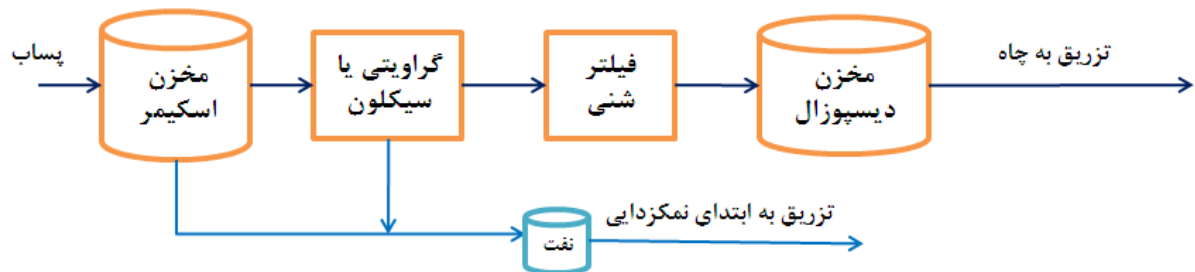 پساب
مخزن
اسکیمر
گراویتی یا
سیکلون
فیلتر
شنی
مخزن
دیسپوزال
تزریق به چاه
نفت
تزریق به ابتدای نمکزدایی